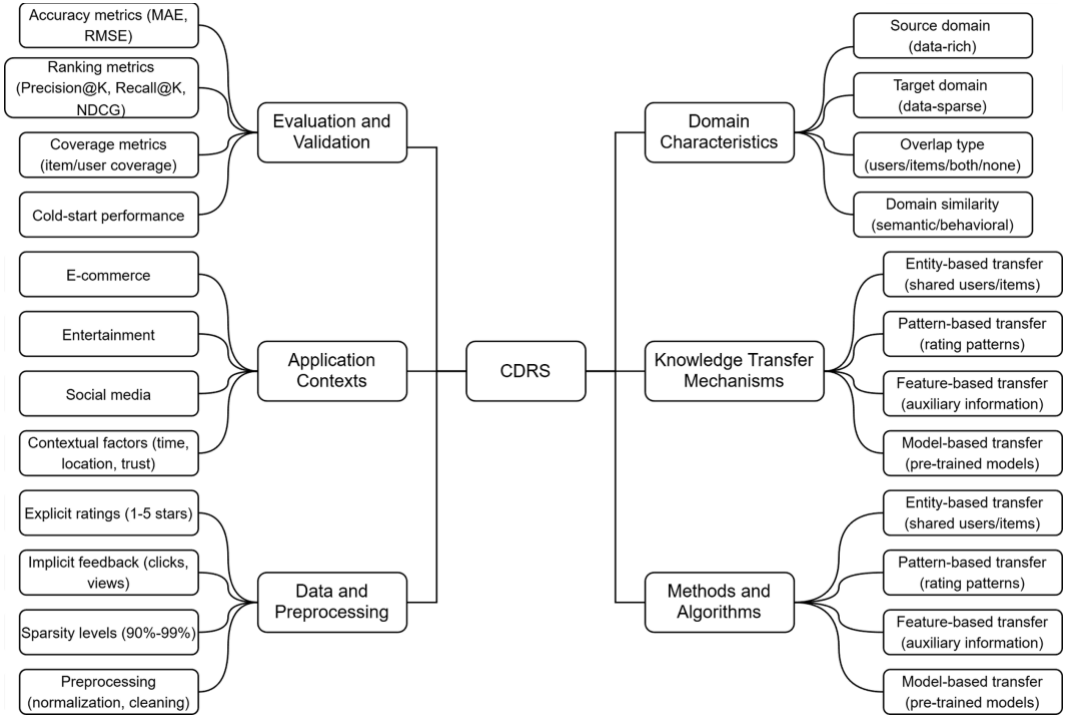 Accuracy metrics (MAE,
RMSE)
Ranking metrics
(Precision@K, Recall@K,
NDCG)
Coverage metrics
(item/user coverage)
Cold-start performance
Evaluation and
Validation
E-commerce
Entertainment
Social media
Contextual factors (time,
location, trust)
Application
Contexts
Explicit ratings (1-5 stars)
Implicit feedback (clicks,
views)
Sparsity levels (90%-99%)
Preprocessing
(normalization, cleaning)
Data and
Preprocessing
CDRS
Domain
Characteristics
Source domain
(data-rich)
Target domain
(data-sparse)
Overlap type
(users/items/both/none)
Domain similarity
(semantic/behavioral)
Knowledge Transfer
Mechanisms
Entity-based transfer
(shared users/items)
Pattern-based transfer
(rating patterns)
Feature-based transfer
(auxiliary information)
Model-based transfer
(pre-trained models)
Methods and
Algorithms
Entity-based transfer
(shared users/items)
Pattern-based transfer
(rating patterns)
Feature-based transfer
(auxiliary information)
Model-based transfer
(pre-trained models)